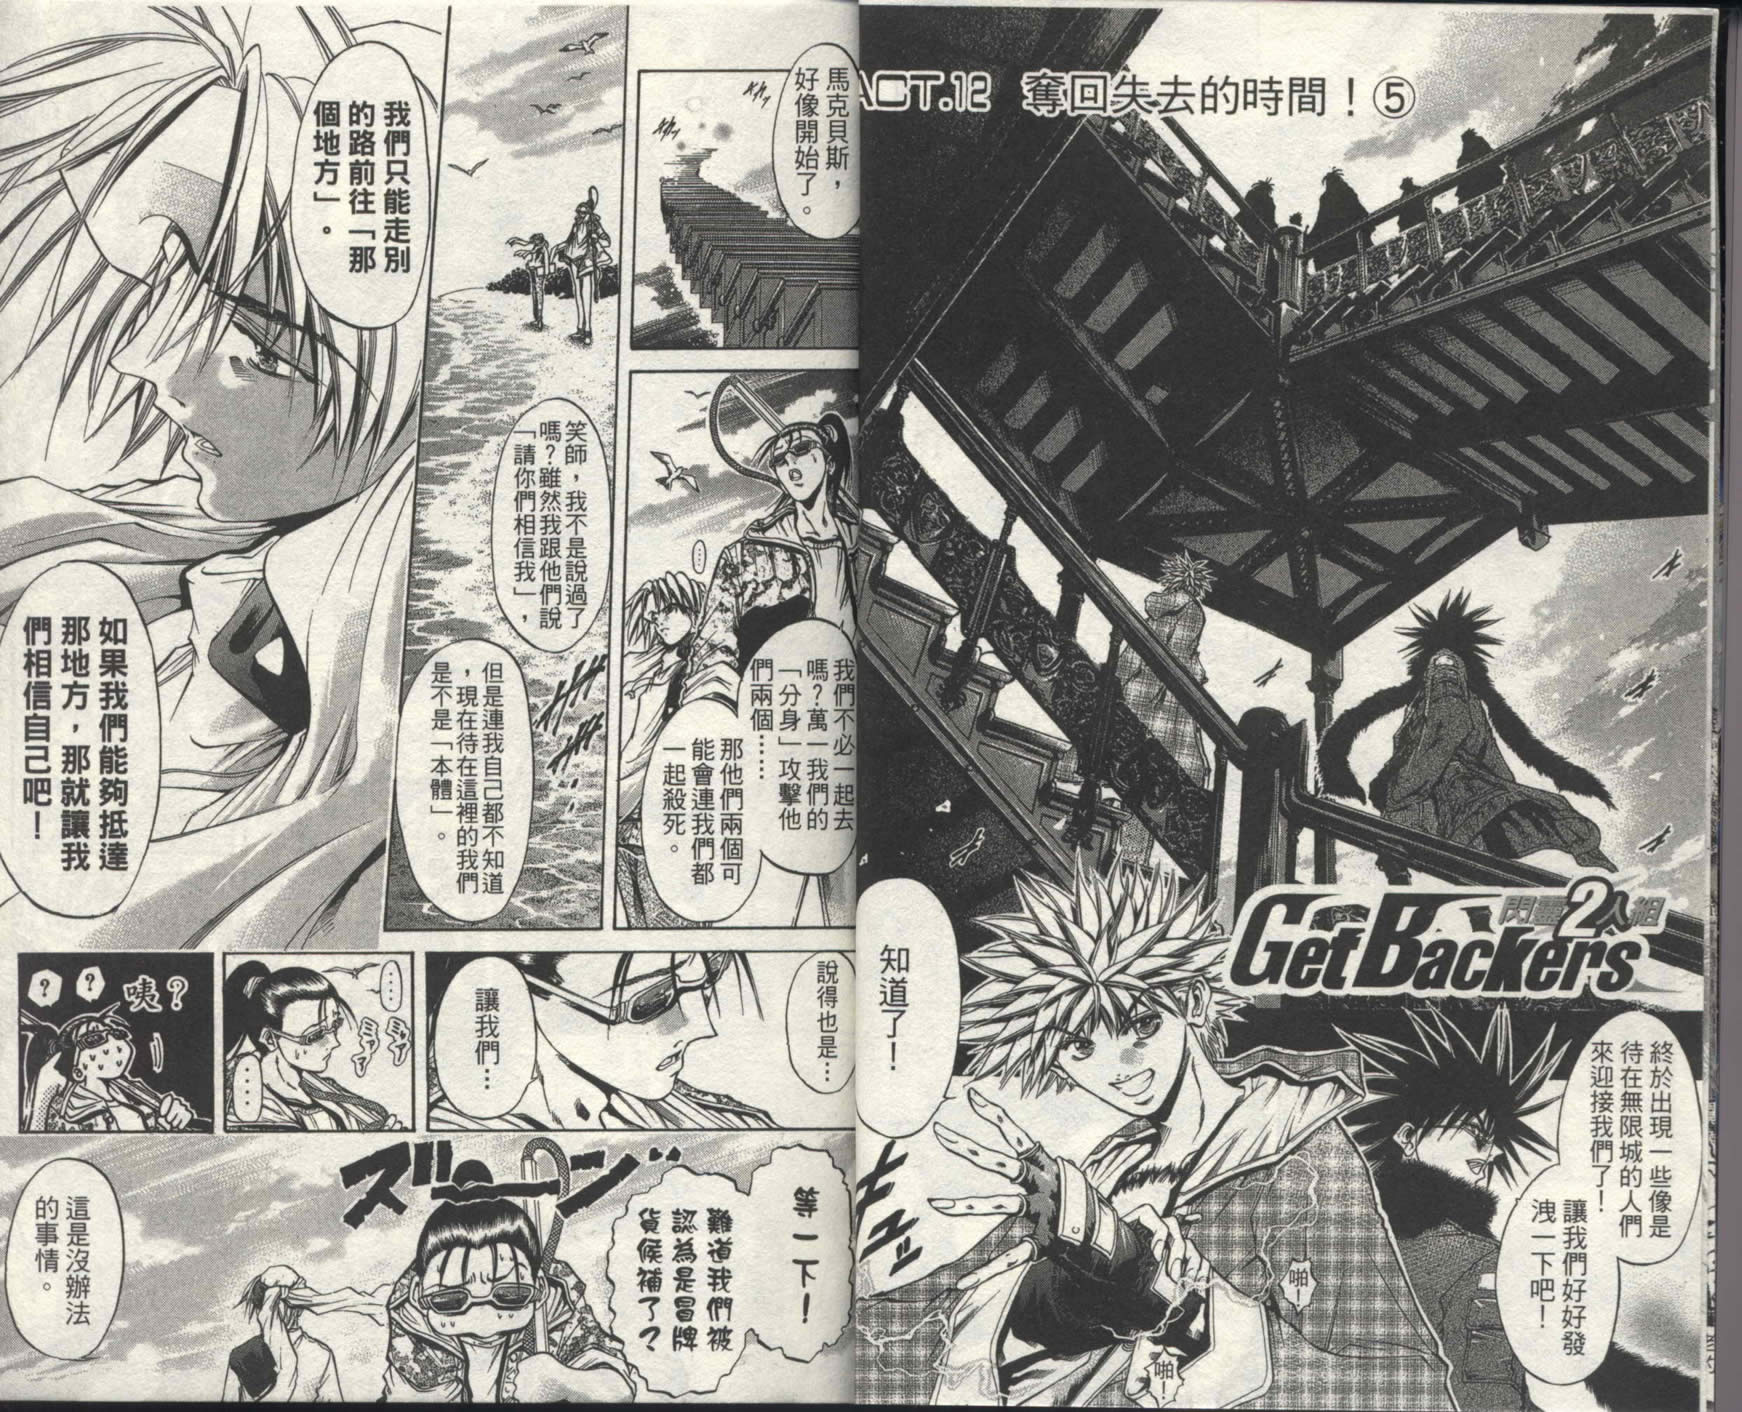 ACT.12 奪回失去的時間！⑤
閃靈2人組
GetBackers
終於出現一些像是
待在無限城的人們
來迎接我們了！
讓我們好好發
洩一下吧！
知道了！
啪！
啪！
キュッ
馬克貝斯，
好像開始了。
我們不必一起去
嗎？萬一我們的
「分身」攻擊他
們兩個……
那他們兩個可
能會連我們都
一起殺死。
……
笑師，我不是說過了
嗎？雖然我跟他們說
「請你們相信我」，
但是連我自己都不知道
，現在待在這裡的我們
是不是「本體」。
我們只能走別
的路前往「那
個地方」。
如果我們能夠抵達
那地方，那就讓我
們相信自己吧！
說得也是…
讓我們…
……
……
咦？
？
？
等一下！
難道我們被
認為是冒牌
貨候補了？
ズーン
這是沒辦法
的事情。